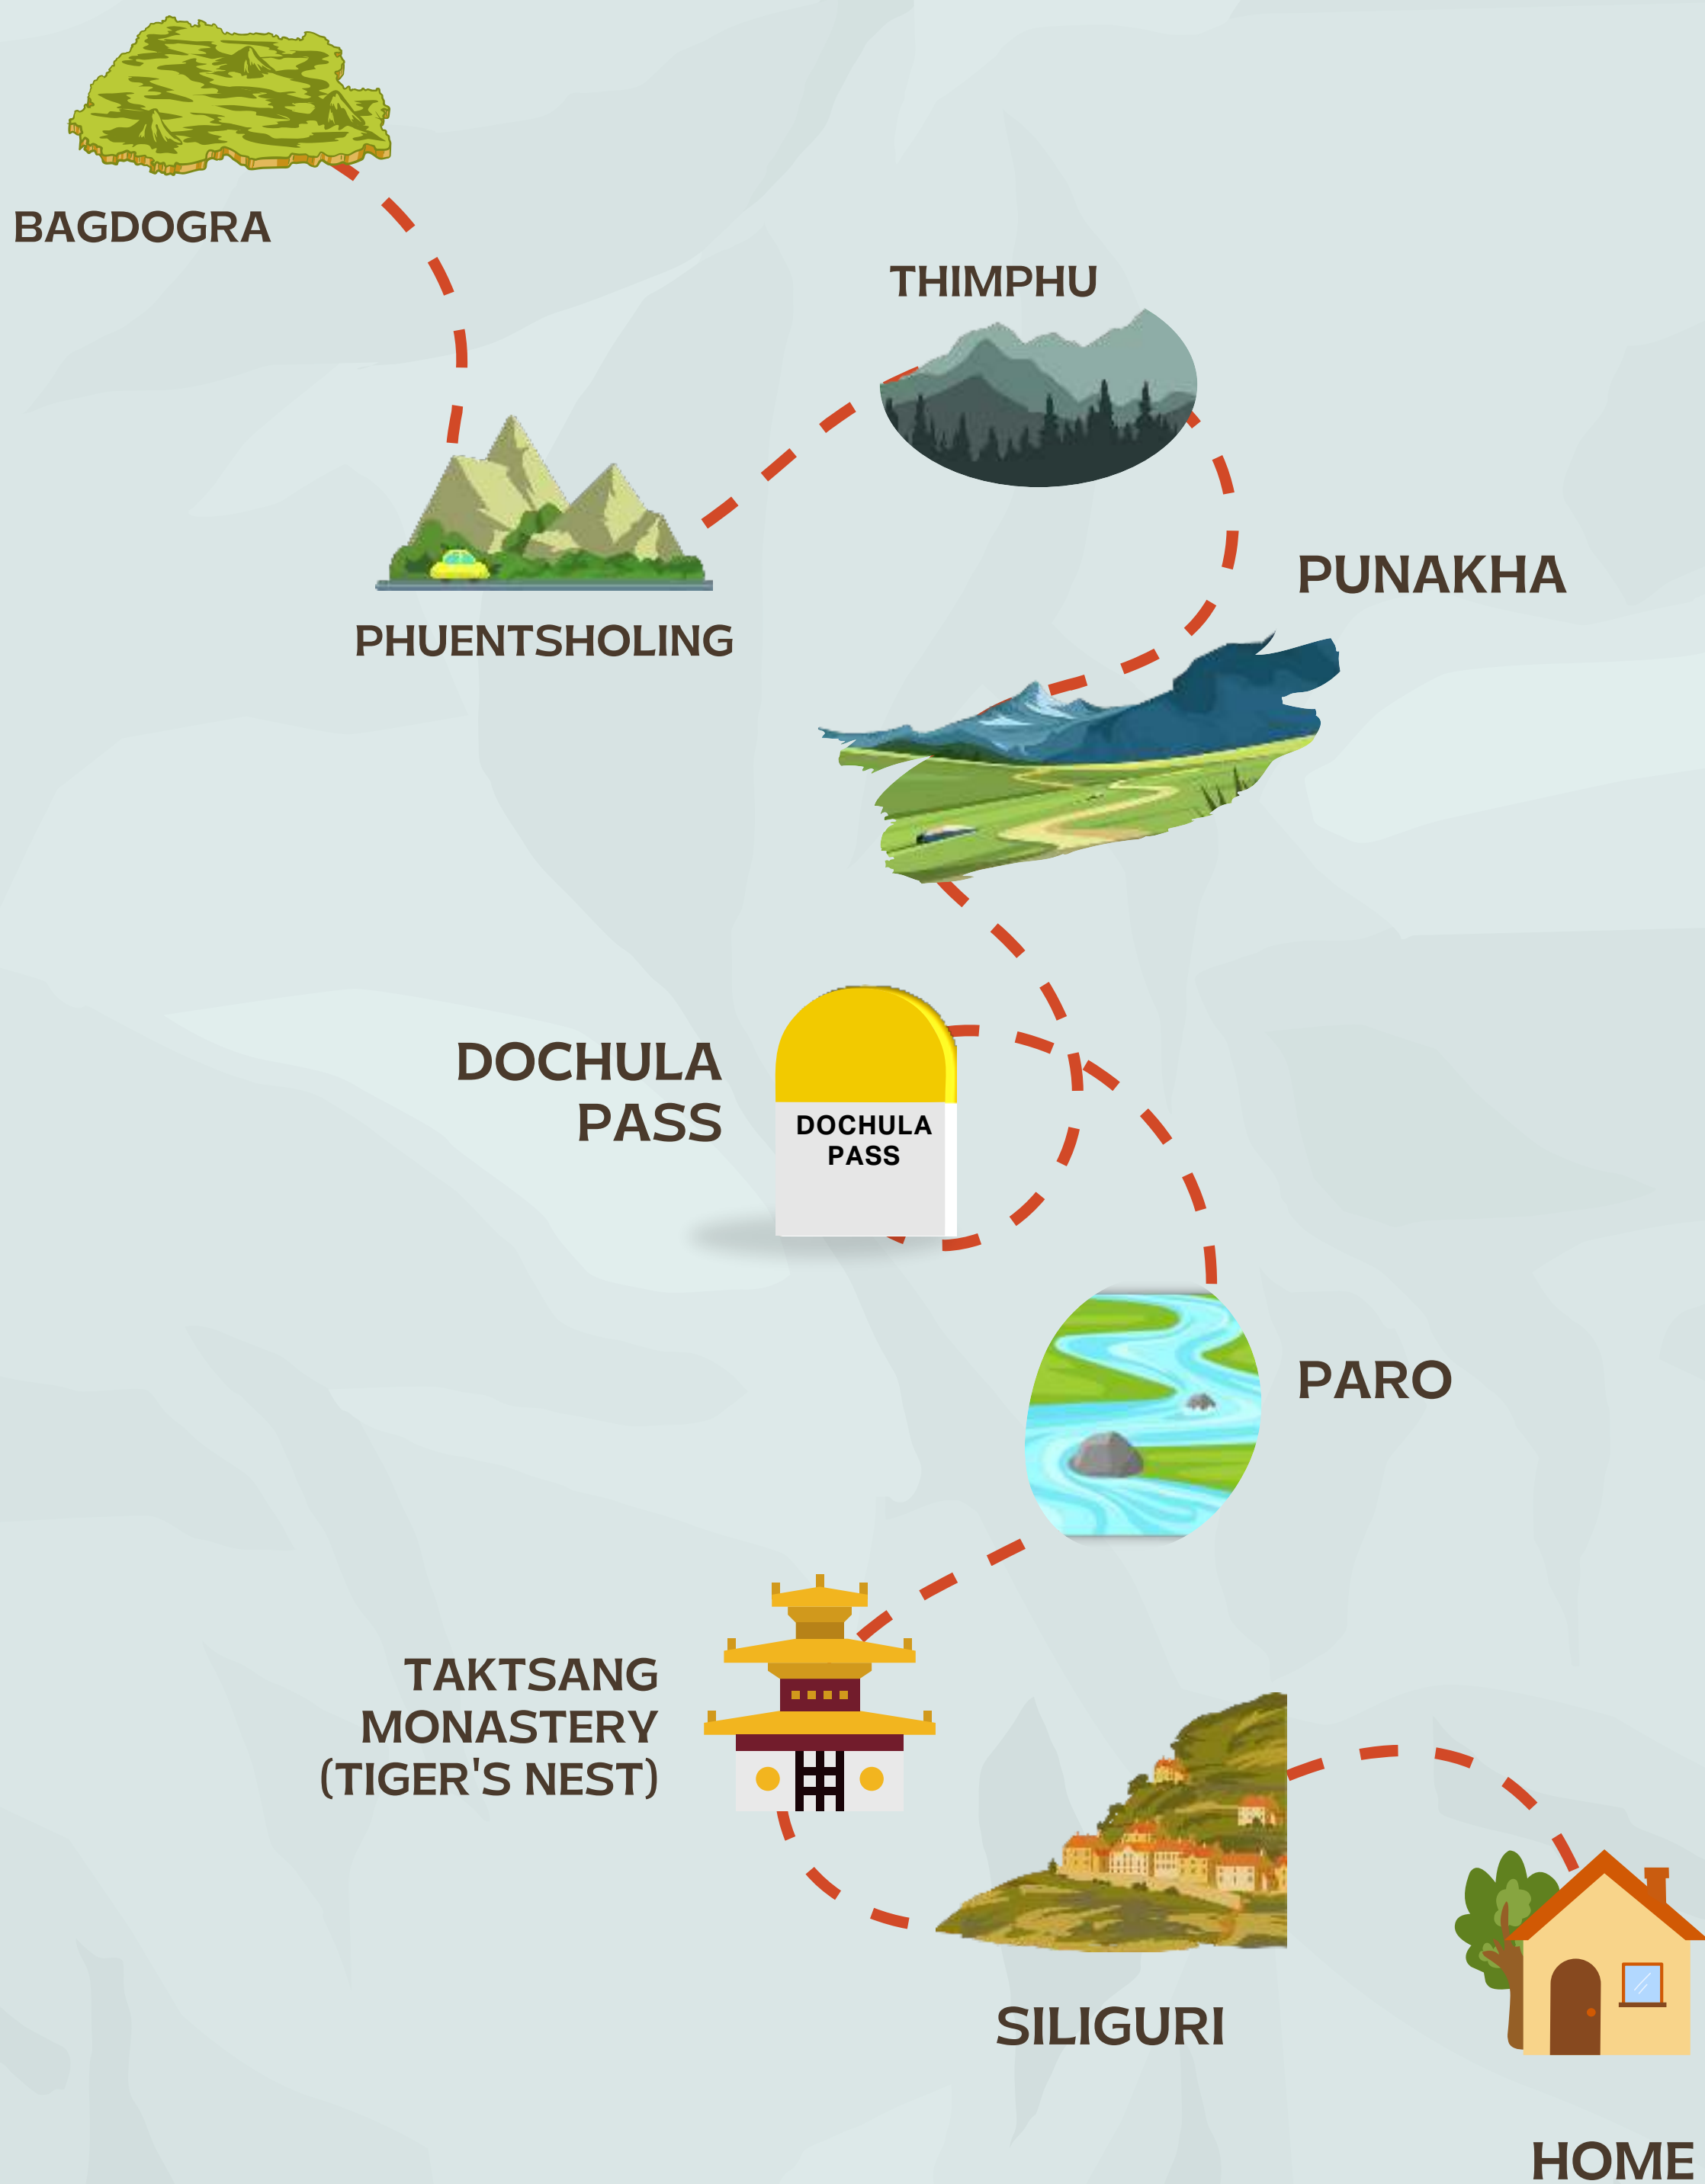 BAGDOGRA
THIMPHU
PUNAKHA
PHUENTSHOLING
DOCHULA
PASS
DOCHULA
PASS
PARO
TAKTSANG
MONASTERY
(TIGER'S NEST)
SILIGURI
HOME